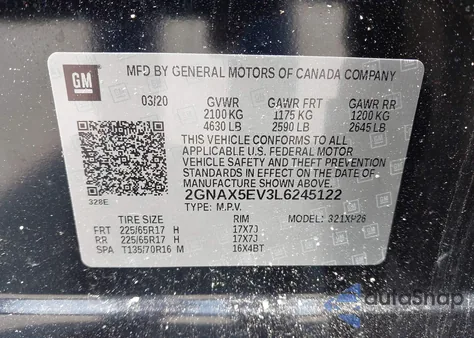 GM MFD BY GENERAL MOTORS OF CANADA COMPANY
03/20 GVWR GAWR FRT GAWR RR
2100 KG 1175 KG 1200 KG
4630 LB 2590 LB 2645 LB
THIS VEHICLE CONFORMS TO ALL
APPLICABLE U.S. FEDERAL MOTOR
VEHICLE SAFETY AND THEFT PREVENTION
STANDARDS IN EFFECT ON THE DATE OF
MANUFACTURE SHOWN ABOVE.
328E 2GNAX5EV3L6245122
TYPE: M.P.V. MODEL: 321XP26
TIRE SIZE RIM
FRT 225/65R17 H 17X7J
RR 225/65R17 H 17X7J
SPA T135/70R16 M 16X4BT
autoSnap